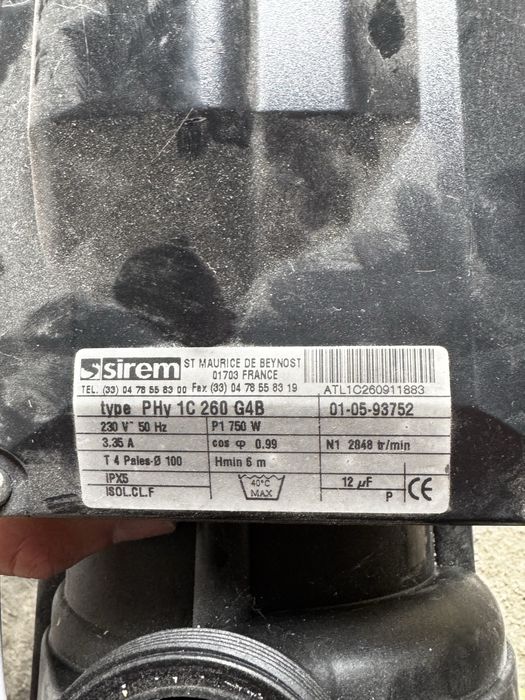 sirem
ST MAURICE DE BEYNOST
01703 FRANCE
TEL. (33) 04 78 55 83 00 Fax (33) 04 78 55 83 19
ATL1C260911883
type PHy 1C 260 G4B
01-05-93752
230 V~ 50 Hz
P1 750 W
3.35 A
cos φ 0.99
N1 2848 tr/min
T 4 Pales-Ø 100
Hmin 6 m
IPX5
ISOL.CL.F
40°C
MAX
12 µF
P
CE